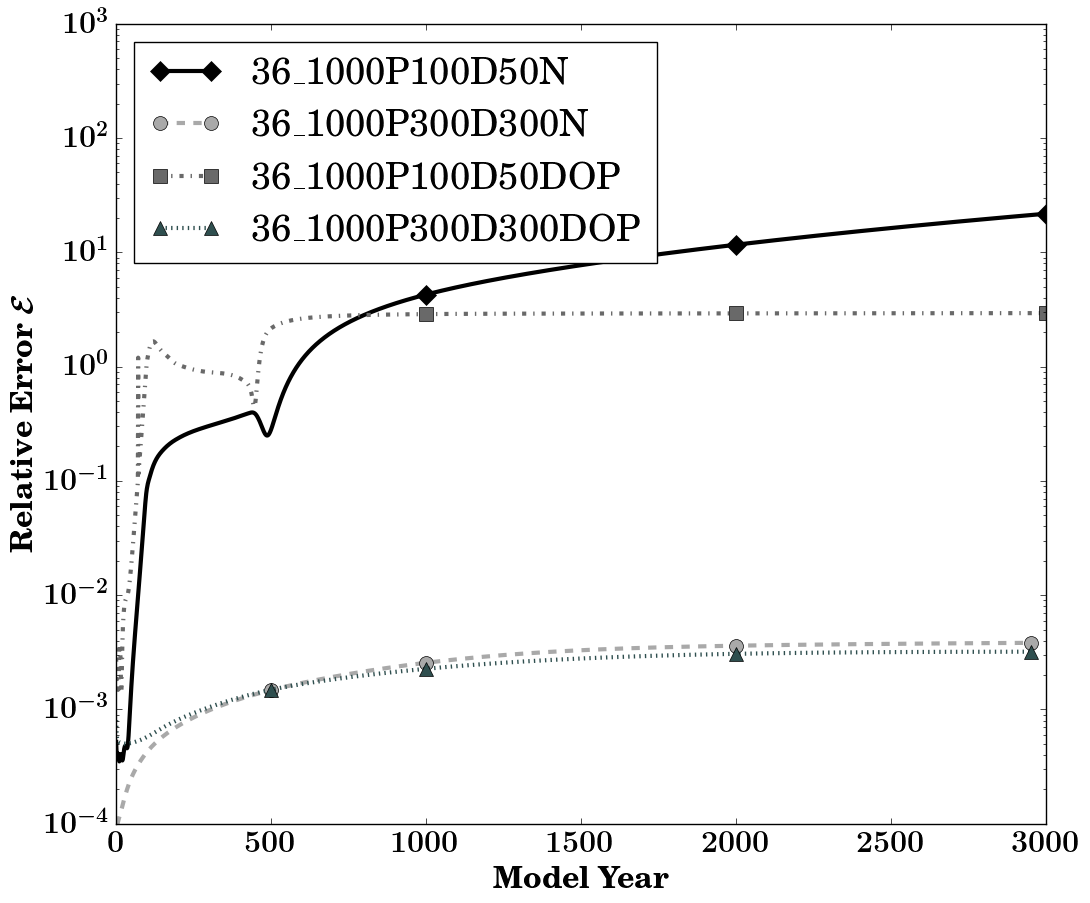 10^3
10^2
10^1
10^0
10^−1
10^−2
10^−3
10^−4
Relative Error ℰ
36_1000P100D50N
36_1000P300D300N
36_1000P100D50DOP
36_1000P300D300DOP
0 500 1000 1500 2000 2500 3000
Model Year